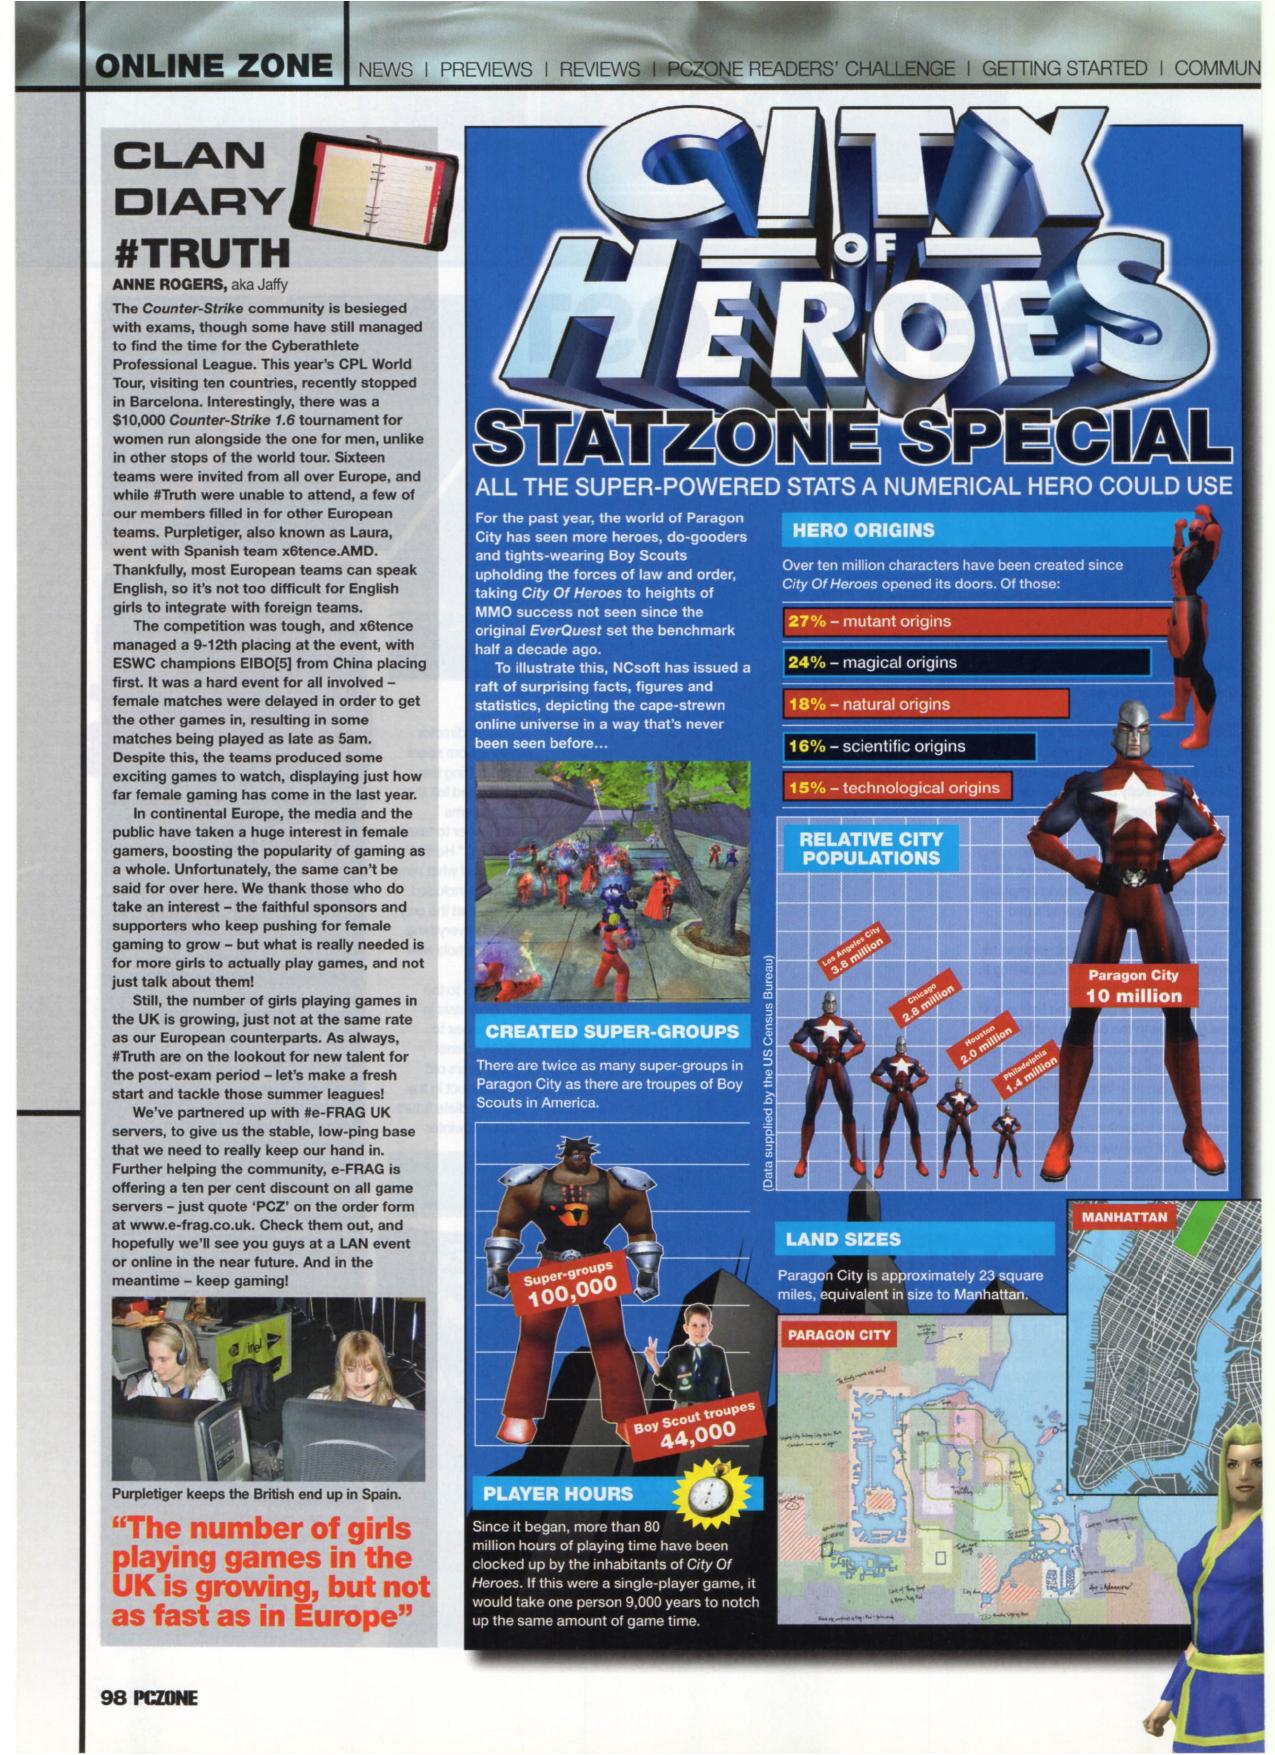 ONLINE ZONE
NEWS | PREVIEWS | REVIEWS | PCZONE READERS' CHALLENGE | GETTING STARTED | COMMUN
CLAN
DIARY
#TRUTH
ANNE ROGERS, aka Jaffy
The Counter-Strike community is besieged
with exams, though some have still managed
to find the time for the Cyberathlete
Professional League. This year's CPL World
Tour, visiting ten countries, recently stopped
in Barcelona. Interestingly, there was a
$10,000 Counter-Strike 1.6 tournament for
women run alongside the one for men, unlike
in other stops of the world tour. Sixteen
teams were invited from all over Europe, and
while #Truth were unable to attend, a few of
our members filled in for other European
teams. Purpletiger, also known as Laura,
went with Spanish team x6tence.AMD.
Thankfully, most European teams can speak
English, so it's not too difficult for English
girls to integrate with foreign teams.
The competition was tough, and x6tence
managed a 9-12th placing at the event, with
ESWC champions EIBO[5] from China placing
first. It was a hard event for all involved –
female matches were delayed in order to get
the other games in, resulting in some
matches being played as late as 5am.
Despite this, the teams produced some
exciting games to watch, displaying just how
far female gaming has come in the last year.
In continental Europe, the media and the
public have taken a huge interest in female
gamers, boosting the popularity of gaming as
a whole. Unfortunately, the same can't be
said for over here. We thank those who do
take an interest – the faithful sponsors and
supporters who keep pushing for female
gaming to grow – but what is really needed is
for more girls to actually play games, and not
just talk about them!
Still, the number of girls playing games in
the UK is growing, just not at the same rate
as our European counterparts. As always,
#Truth are on the lookout for new talent for
the post-exam period – let's make a fresh
start and tackle those summer leagues!
We've partnered up with #e-FRAG UK
servers, to give us the stable, low-ping base
that we need to really keep our hand in.
Further helping the community, e-FRAG is
offering a ten per cent discount on all game
servers – just quote 'PCZ' on the order form
at www.e-frag.co.uk. Check them out, and
hopefully we'll see you guys at a LAN event
or online in the near future. And in the
meantime – keep gaming!
Purpletiger keeps the British end up in Spain.
"The number of girls
playing games in the
UK is growing, but not
as fast as in Europe"
CITY
OF
HEROES
STATZONE SPECIAL
ALL THE SUPER-POWERED STATS A NUMERICAL HERO COULD USE
For the past year, the world of Paragon
City has seen more heroes, do-gooders
and tights-wearing Boy Scouts
upholding the forces of law and order,
taking City Of Heroes to heights of
MMO success not seen since the
original EverQuest set the benchmark
half a decade ago.
To illustrate this, NCsoft has issued a
raft of surprising facts, figures and
statistics, depicting the cape-strewn
online universe in a way that's never
been seen before...
CREATED SUPER-GROUPS
There are twice as many super-groups in
Paragon City as there are troupes of Boy
Scouts in America.
Super-groups
100,000
Boy Scout troupes
44,000
PLAYER HOURS
Since it began, more than 80
million hours of playing time have been
clocked up by the inhabitants of City Of
Heroes. If this were a single-player game, it
would take one person 9,000 years to notch
up the same amount of game time.
HERO ORIGINS
Over ten million characters have been created since
City Of Heroes opened its doors. Of those:
27% – mutant origins
24% – magical origins
18% – natural origins
16% – scientific origins
15% – technological origins
RELATIVE CITY
POPULATIONS
Los Angeles City
3.8 million
Chicago
2.8 million
Houston
2.0 million
Philadelphia
1.4 million
Paragon City
10 million
(Data supplied by the US Census Bureau)
LAND SIZES
Paragon City is approximately 23 square
miles, equivalent in size to Manhattan.
MANHATTAN
PARAGON CITY
98 PCZONE